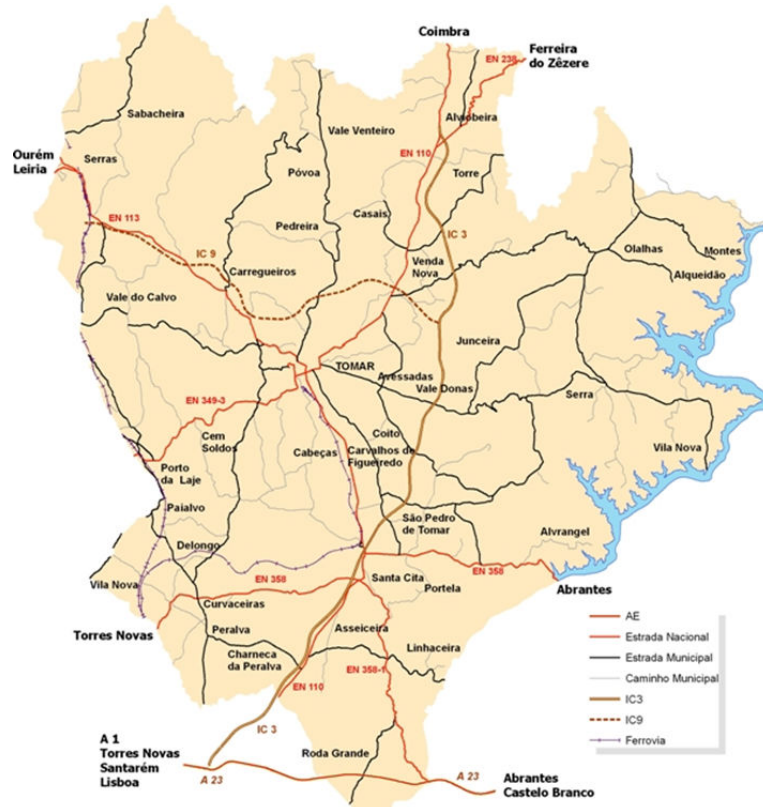 Coimbra
Ferreira
do Zêzere
EN 238
Sabacheira
Alviobeira
Vale Venteiro
EN 110
Ourém
Leiria
Serras
Póvoa
Torre
Casais
EN 113
Pedreira
IC 3
Olalhas
Montes
IC 9
Venda
Nova
Carregueiros
Alqueidão
Vale do Calvo
Junceira
TOMAR
Avessadas
Vale Donas
Serra
EN 349-3
Cem
Soldos
Coito
Cabeças
Carvalhos de
Figueiredo
Vila Nova
Porto
da Laje
Paialvo
São Pedro
de Tomar
Alvrangel
Delongo
EN 358
Vila Nova
EN 358
Santa Cita
Portela
Abrantes
Curvaceiras
Torres Novas
Peralva
Asseiceira
Linhaceira
Charneca
da Peralva
EN 358-1
EN 110
IC 3
A 1
Torres Novas
Santarém
Lisboa
Roda Grande
A 23
A 23
Abrantes
Castelo Branco
AE
Estrada Nacional
Estrada Municipal
Caminho Municipal
IC3
IC9
Ferrovia